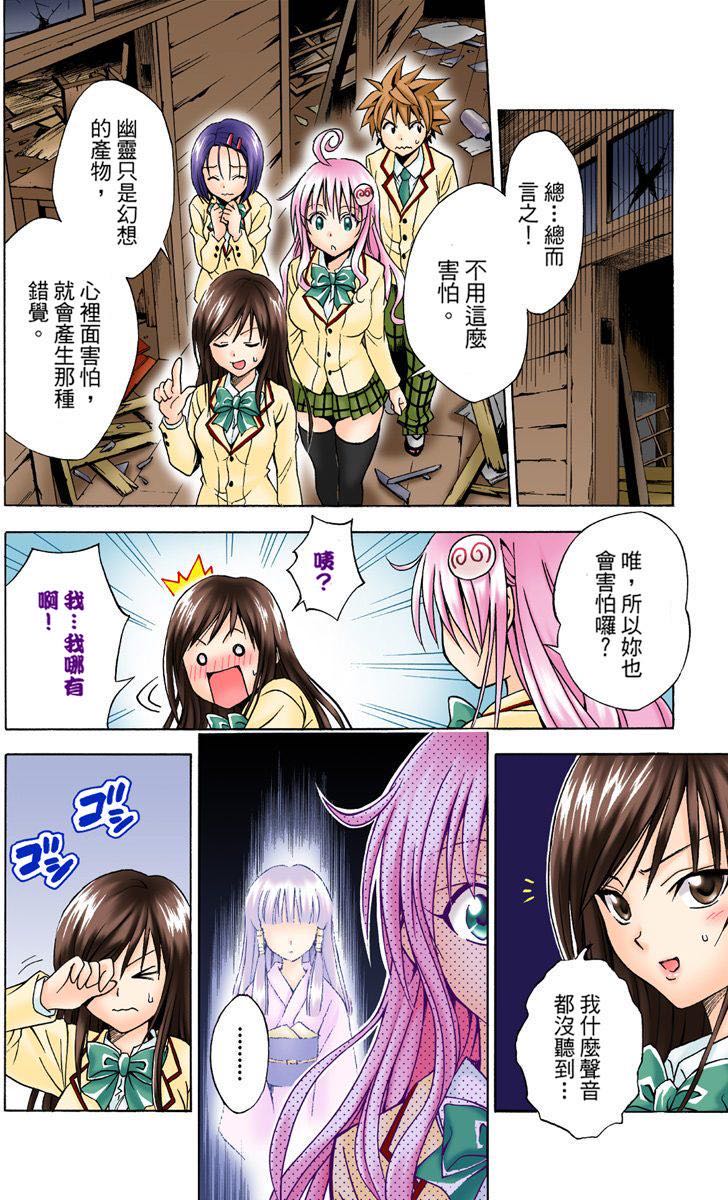 總…總而
言之！
不用這麼
害怕。
幽靈只是幻想
的產物，
心裡面害怕，
就會產生那種
錯覺。
唯，所以妳也
會害怕囉？
咦？
我…我哪有
啊！
我什麼聲音
都沒聽到…
………
ゴシ
ゴシ